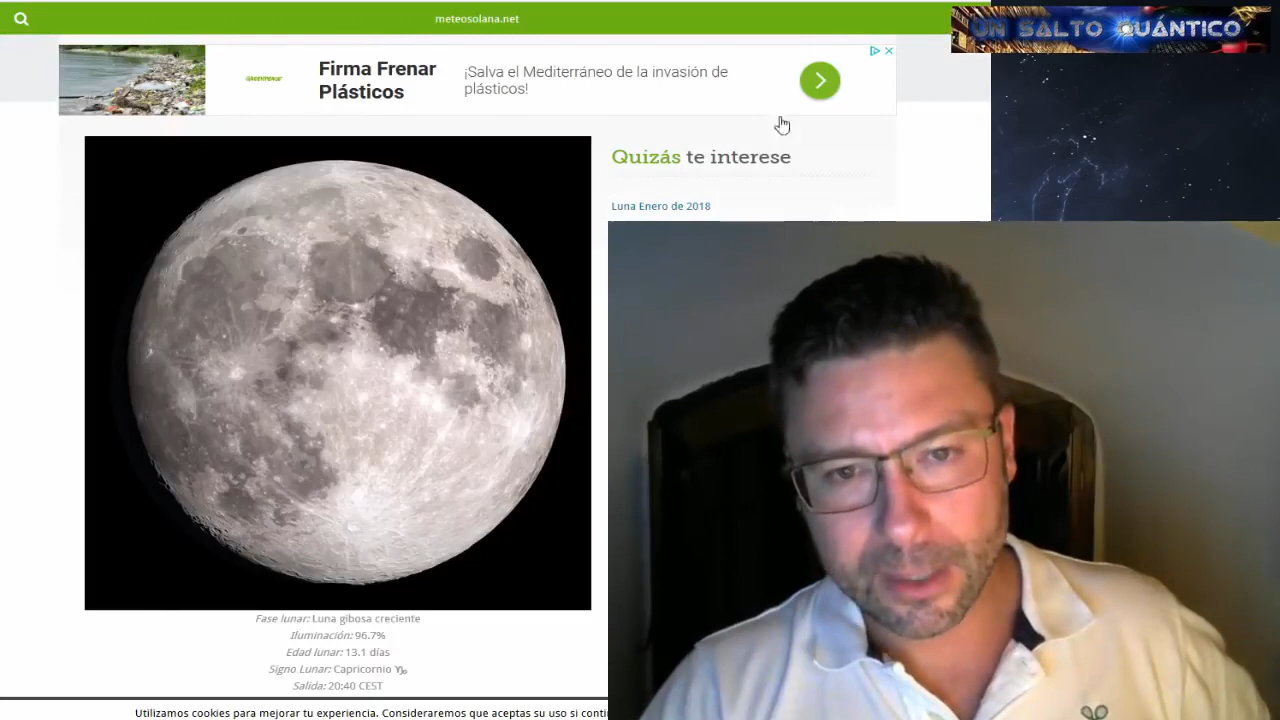 meteosolana.net
UN SALTO CUÁNTICO
GREENPEACE
Firma Frenar
Plásticos
¡Salva el Mediterráneo de la invasión de
plásticos!
Quizás te interese
Luna Enero de 2018
Fase lunar: Luna gibosa creciente
Iluminación: 96.7%
Edad lunar: 13.1 días
Signo Lunar: Capricornio ♑
Salida: 20:40 CEST
Utilizamos cookies para mejorar tu experiencia. Consideraremos que aceptas su uso si conti